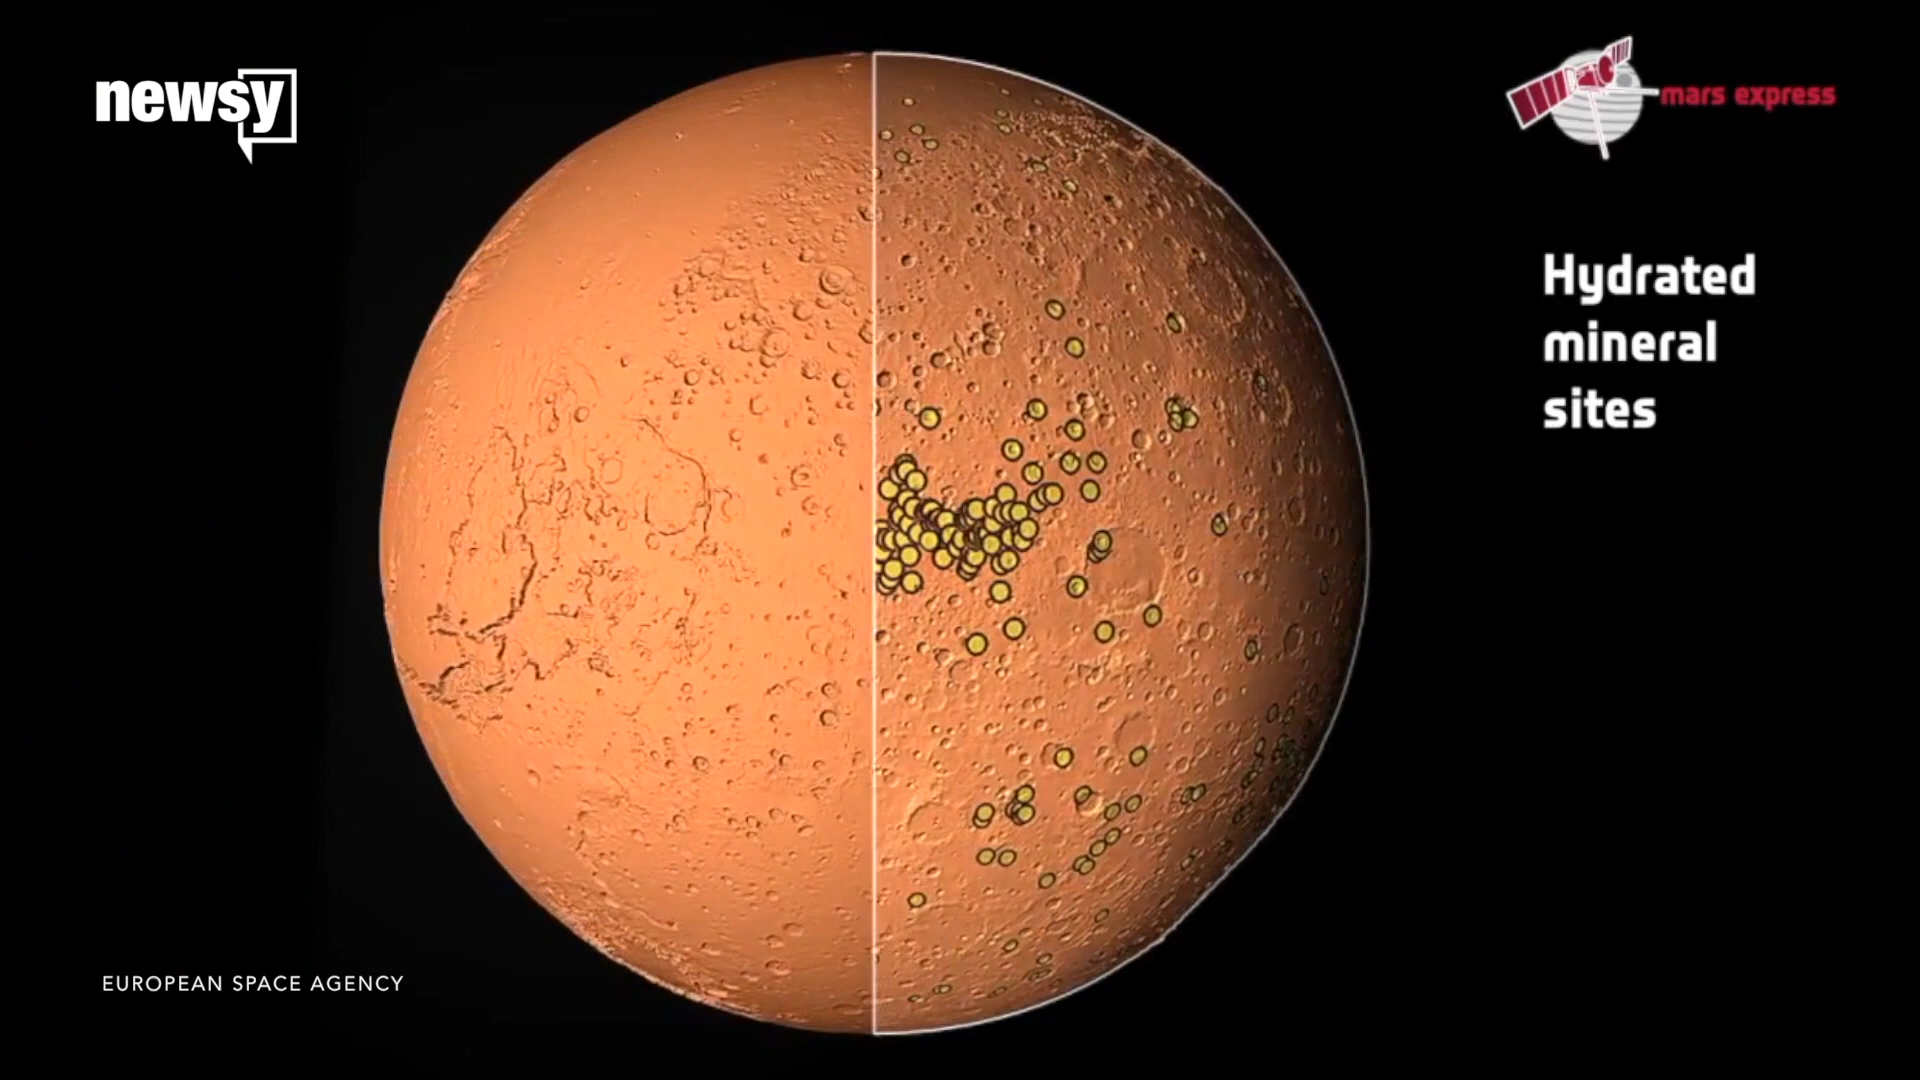 newsy
mars express
Hydrated
mineral
sites
EUROPEAN SPACE AGENCY